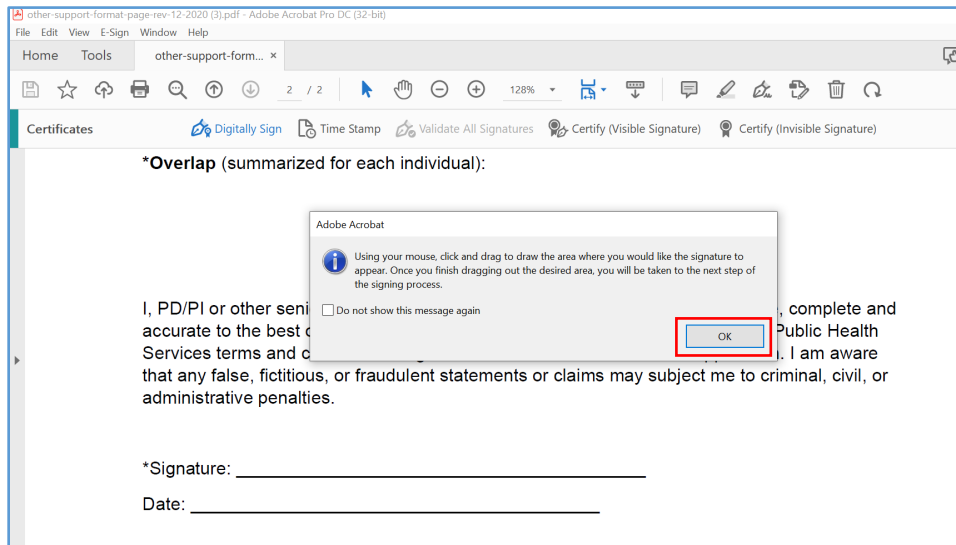 other-support-format-page-rev-12-2020 (3).pdf - Adobe Acrobat Pro DC (32-bit)
File Edit View E-Sign Window Help
Home Tools other-support-form... ×
2 / 2 128%
Certificates Digitally Sign Time Stamp Validate All Signatures Certify (Visible Signature) Certify (Invisible Signature)
*Overlap (summarized for each individual):
Adobe Acrobat
Using your mouse, click and drag to draw the area where you would like the signature to
appear. Once you finish dragging out the desired area, you will be taken to the next step of
the signing process.
Do not show this message again
OK
I, PD/PI or other seni , complete and
accurate to the best Public Health
Services terms and c . I am aware
that any false, fictitious, or fraudulent statements or claims may subject me to criminal, civil, or
administrative penalties.
*Signature:
Date: